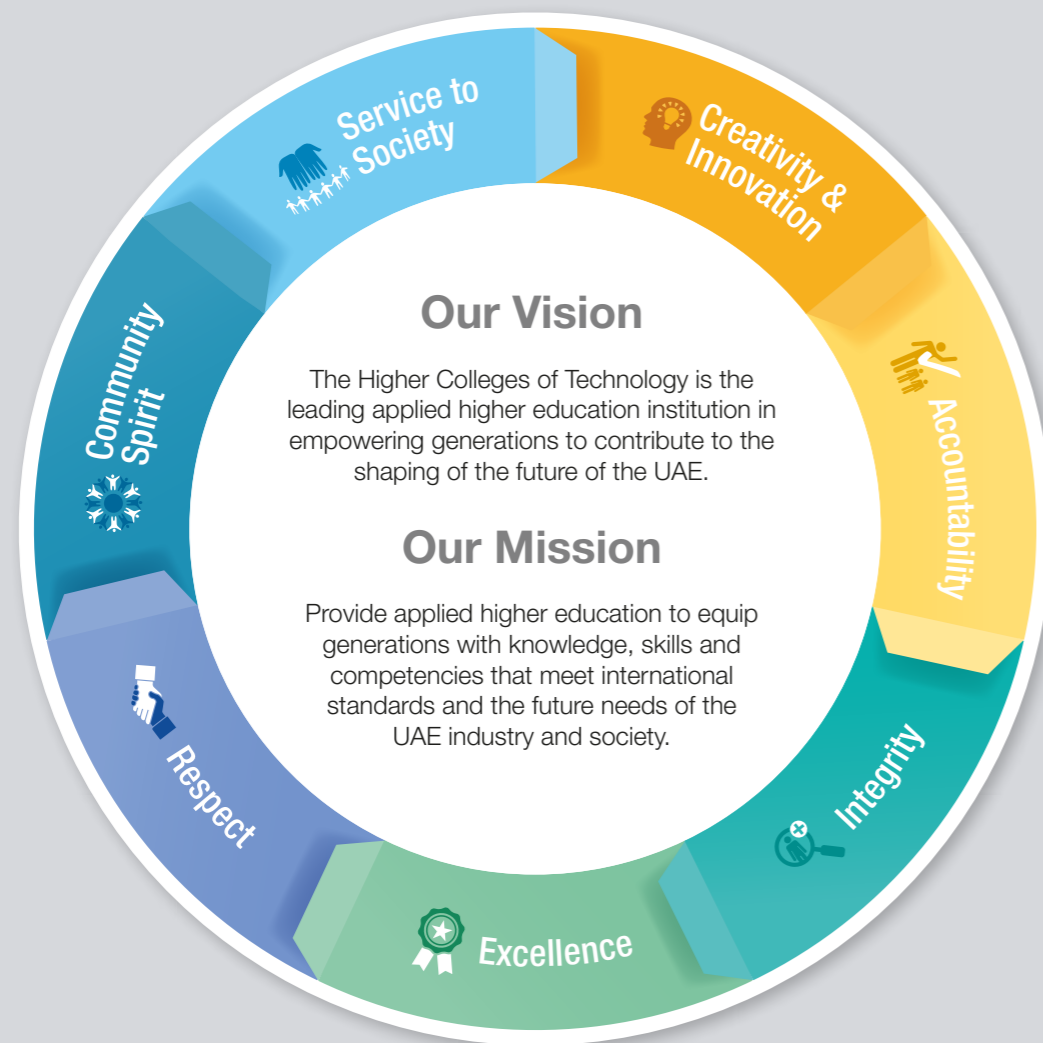 Service to
Society
Creativity &
Innovation
Accountability
Integrity
Excellence
Respect
Community
Spirit
Our Vision
The Higher Colleges of Technology is the
leading applied higher education institution in
empowering generations to contribute to the
shaping of the future of the UAE.
Our Mission
Provide applied higher education to equip
generations with knowledge, skills and
competencies that meet international
standards and the future needs of the
UAE industry and society.